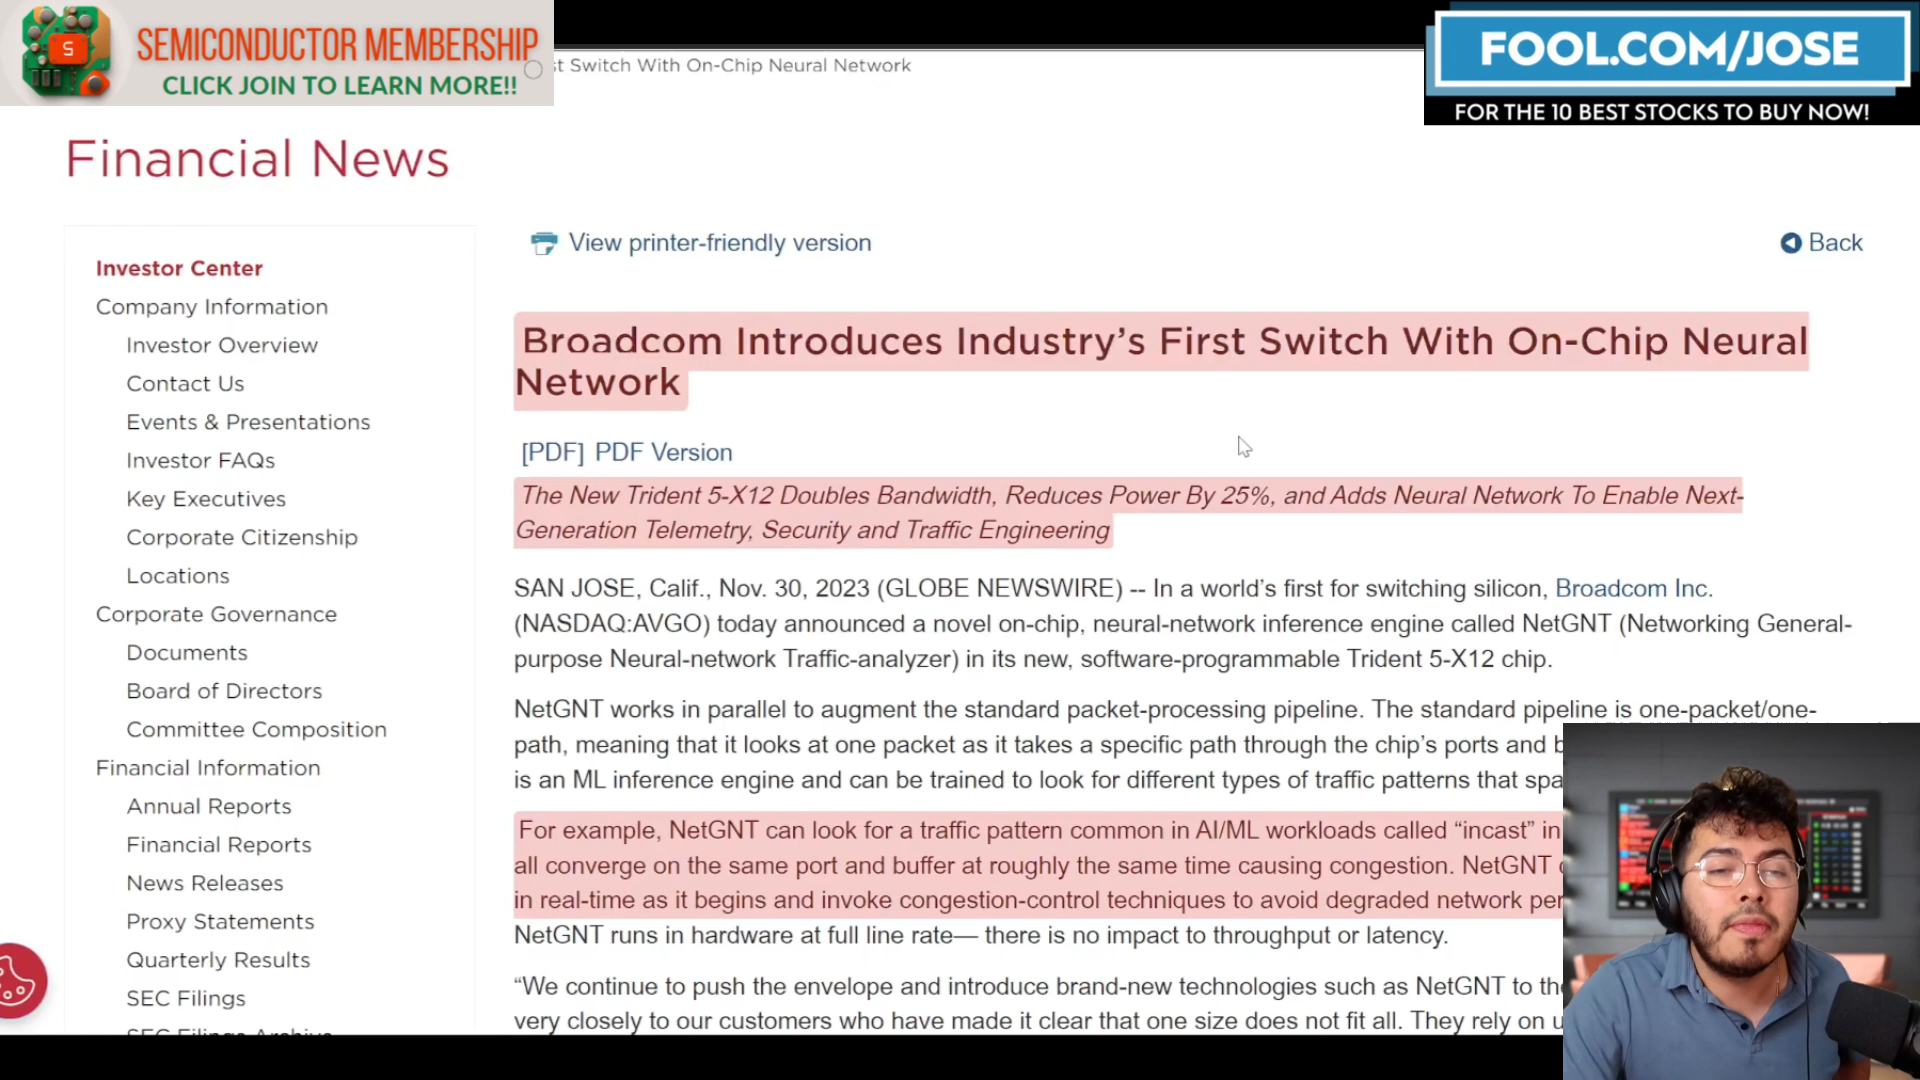 SEMICONDUCTOR MEMBERSHIP
CLICK JOIN TO LEARN MORE!!
st Switch With On-Chip Neural Network
FOOL.COM/JOSE
FOR THE 10 BEST STOCKS TO BUY NOW!
Financial News
Investor Center
Company Information
Investor Overview
Contact Us
Events & Presentations
Investor FAQs
Key Executives
Corporate Citizenship
Locations
Corporate Governance
Documents
Board of Directors
Committee Composition
Financial Information
Annual Reports
Financial Reports
News Releases
Proxy Statements
Quarterly Results
SEC Filings
SEC Filings Archive
View printer-friendly version
Back
Broadcom Introduces Industry’s First Switch With On-Chip Neural
Network
[PDF] PDF Version
The New Trident 5-X12 Doubles Bandwidth, Reduces Power By 25%, and Adds Neural Network To Enable Next-
Generation Telemetry, Security and Traffic Engineering
SAN JOSE, Calif., Nov. 30, 2023 (GLOBE NEWSWIRE) -- In a world’s first for switching silicon, Broadcom Inc.
(NASDAQ:AVGO) today announced a novel on-chip, neural-network inference engine called NetGNT (Networking General-
purpose Neural-network Traffic-analyzer) in its new, software-programmable Trident 5-X12 chip.
NetGNT works in parallel to augment the standard packet-processing pipeline. The standard pipeline is one-packet/one-
path, meaning that it looks at one packet as it takes a specific path through the chip’s ports and b
is an ML inference engine and can be trained to look for different types of traffic patterns that spa
For example, NetGNT can look for a traffic pattern common in AI/ML workloads called “incast” in
all converge on the same port and buffer at roughly the same time causing congestion. NetGNT
in real-time as it begins and invoke congestion-control techniques to avoid degraded network per
NetGNT runs in hardware at full line rate— there is no impact to throughput or latency.
“We continue to push the envelope and introduce brand-new technologies such as NetGNT to the
very closely to our customers who have made it clear that one size does not fit all. They rely on u